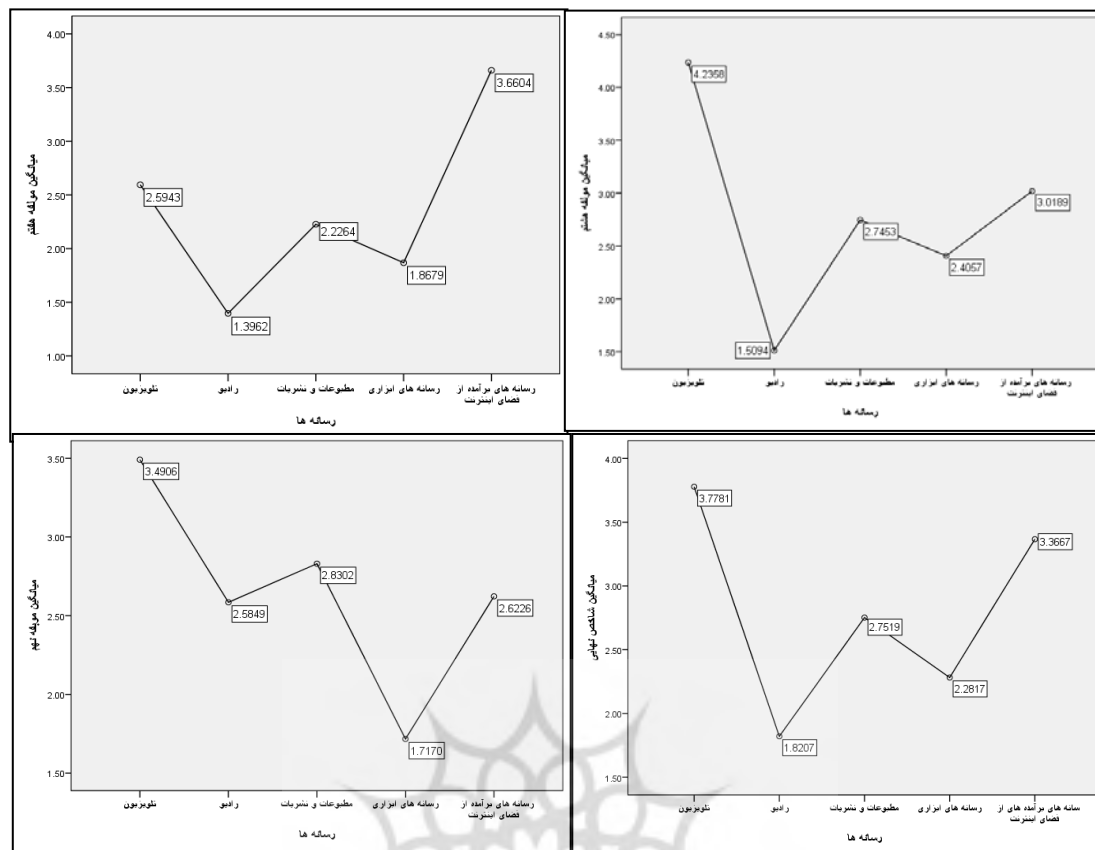 4.00
3.50
3.00
2.50
2.00
1.50
1.00
میانگین مولفه هفتم
2.5943
1.3962
2.2264
1.8679
3.6604
تلویزیون
رادیو
مطبوعات و نشریات
رسانه های ابزاری
رسانه های برآمده از
فضای اینترنت
رسانه ها
4.50
4.00
3.50
3.00
2.50
2.00
1.50
میانگین مولفه هشتم
4.2358
1.5094
2.7453
2.4057
3.0189
تلویزیون
رادیو
مطبوعات و نشریات
رسانه های ابزاری
رسانه های برآمده از
فضای اینترنت
رسانه ها
3.50
3.00
2.50
2.00
1.50
میانگین مولفه نهم
3.4906
2.5849
2.8302
1.7170
2.6226
تلویزیون
رادیو
مطبوعات و نشریات
رسانه های ابزاری
رسانه های برآمده از
فضای اینترنت
رسانه ها
4.00
3.50
3.00
2.50
2.00
1.50
میانگین شاخص نهایی
3.7781
1.8207
2.7519
2.2817
3.3667
تلویزیون
رادیو
مطبوعات و نشریات
رسانه های ابزاری
سانه های برآمده های از
فضای اینترنت
رسانه ها